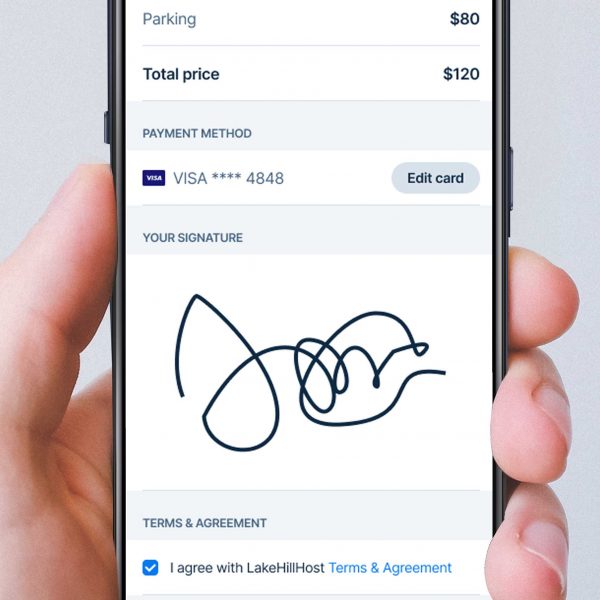 Parking $80
Total price $120
PAYMENT METHOD
VISA VISA **** 4848 Edit card
YOUR SIGNATURE
TERMS & AGREEMENT
I agree with LakeHillHost Terms & Agreement